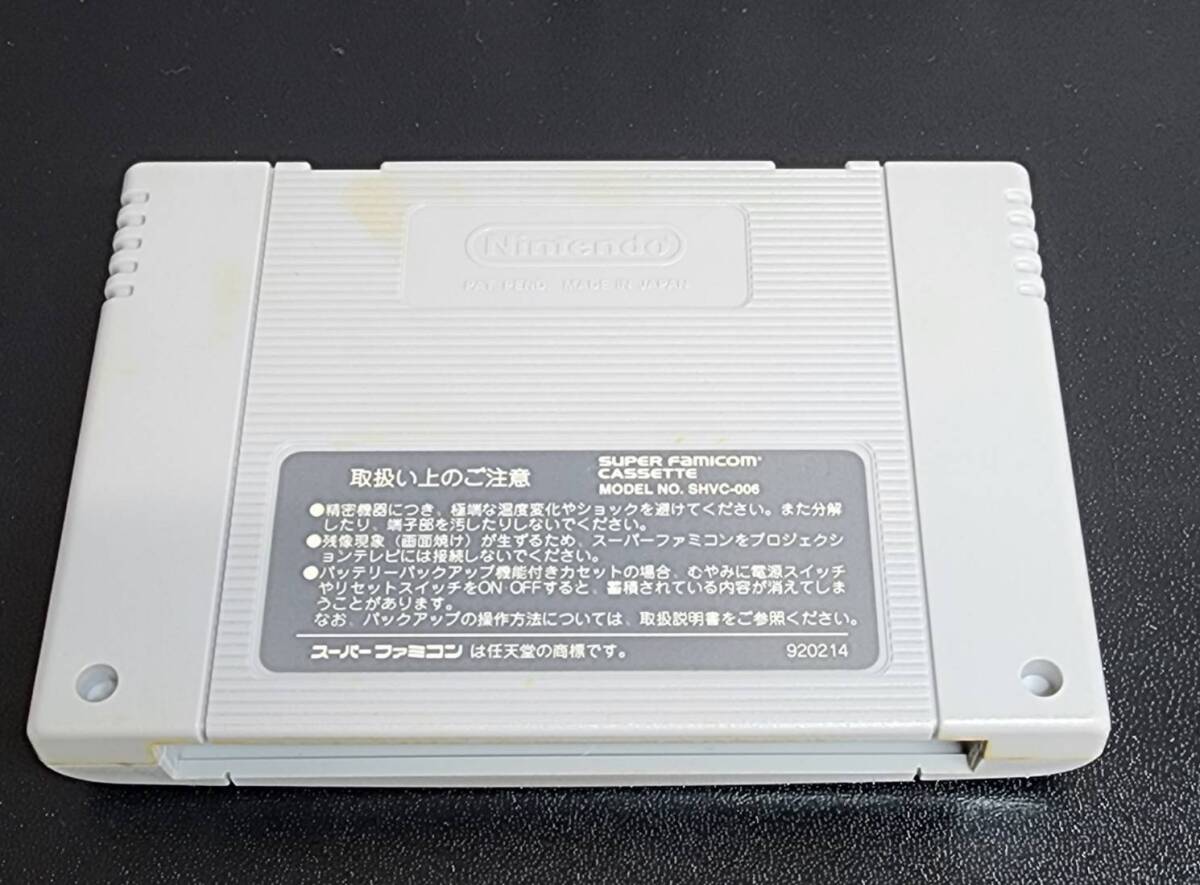 Nintendo®
PAT. PEND. MADE IN JAPAN
取扱い上のご注意
SUPER FAMICOM®
CASSETTE
MODEL NO. SHVC-006
●精密機器につき、極端な温度変化やショックを避けてください。また分解
したり、端子部を汚したりしないでください。
●残像現象（画面焼け）が生ずるため、スーパーファミコンをプロジェクシ
ョンテレビには接続しないでください。
●バッテリーバックアップ機能付きカセットの場合、むやみに電源スイッチ
やリセットスイッチをON OFFすると、蓄積されている内容が消えてしま
うことがあります。
なお、バックアップの操作方法については、取扱説明書をご参照ください。
スーパーファミコン は任天堂の商標です。
920214